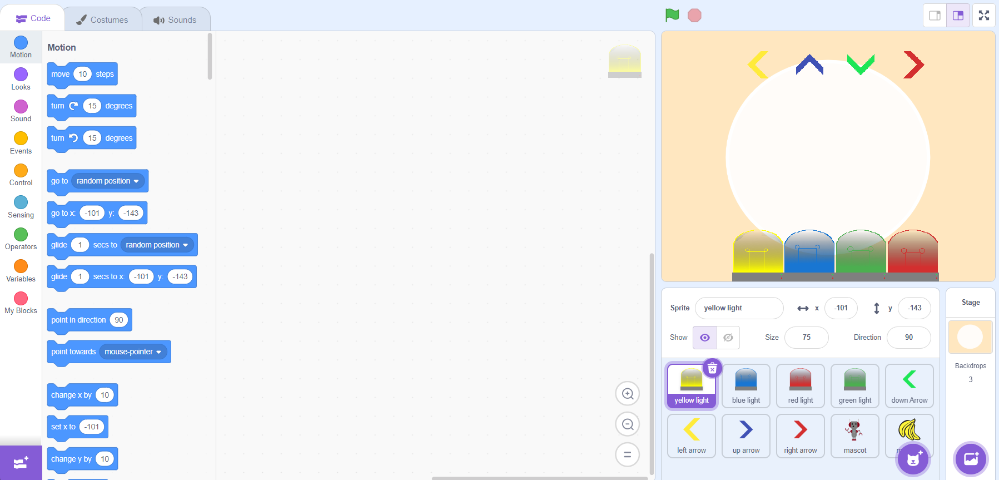 Code
Costumes
Sounds
Motion
Looks
Sound
Events
Control
Sensing
Operators
Variables
My Blocks
Motion
move 10 steps
turn 15 degrees
turn 15 degrees
go to random position
go to x: -101 y: -143
glide 1 secs to random position
glide 1 secs to x: -101 y: -143
point in direction 90
point towards mouse-pointer
change x by 10
set x to -101
change y by 10
Sprite yellow light x -101 y -143
Show Size 75 Direction 90
yellow light
blue light
red light
green light
down Arrow
left arrow
up arrow
right arrow
mascot
Stage
Backdrops
3